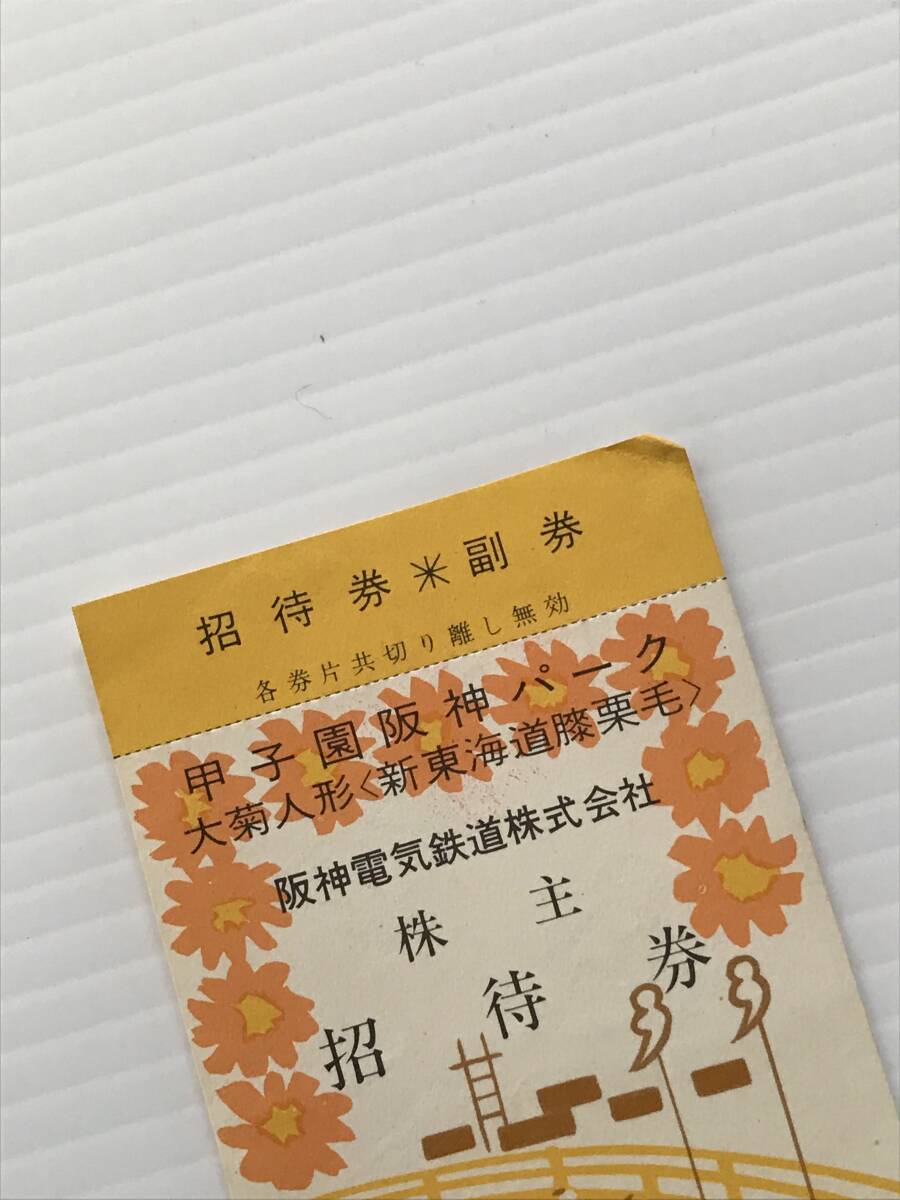 招待券＊副券
各券片共切り離し無効
甲子園阪神パーク
大菊人形〈新東海道膝栗毛〉
阪神電気鉄道株式会社
株主
招待券